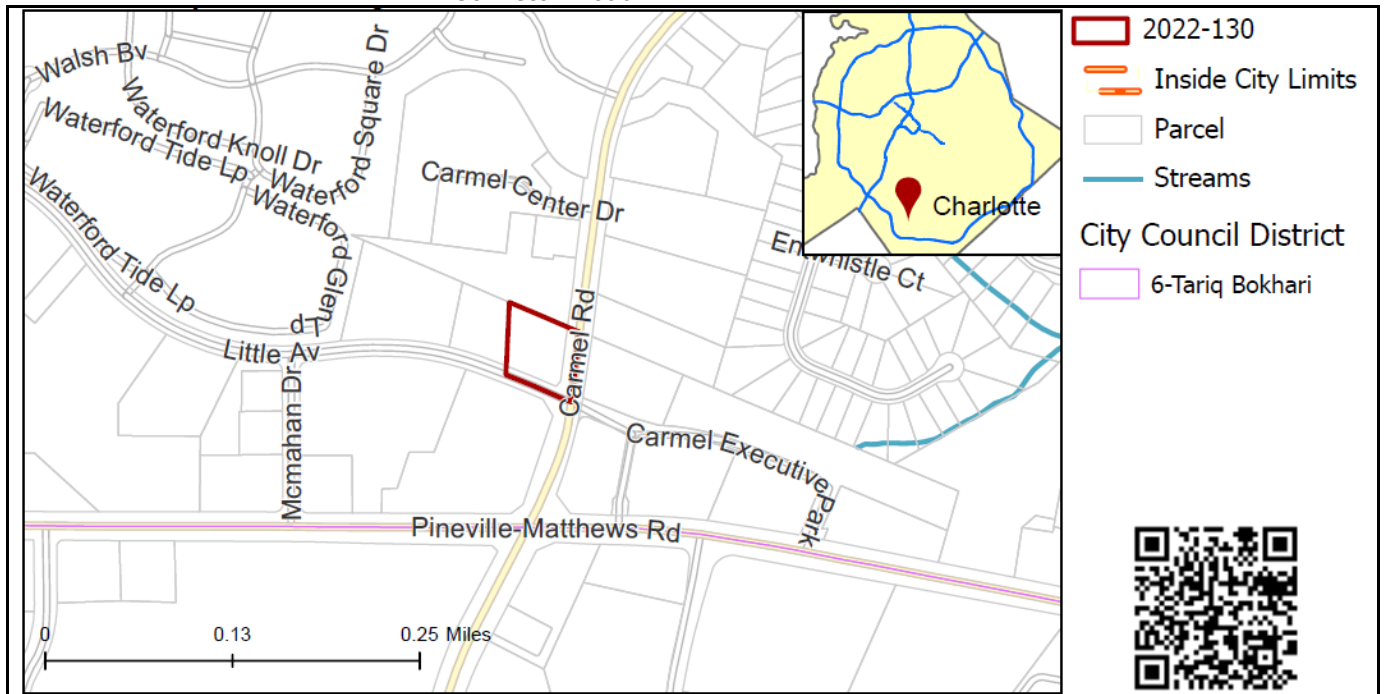 Walsh Bv
Waterford Knoll Dr
Waterford Square Dr
Waterford Tide Lp
Waterford Glen Lp
Waterford Tide Lp
Carmel Center Dr
Charlotte
Carmel Rd
Little Av
Mcmahan Dr
Carmel Executive Park
Pineville-Matthews Rd
0
0.13
0.25 Miles
2022-130
Inside City Limits
Parcel
Streams
City Council District
6-Tariq Bokhari